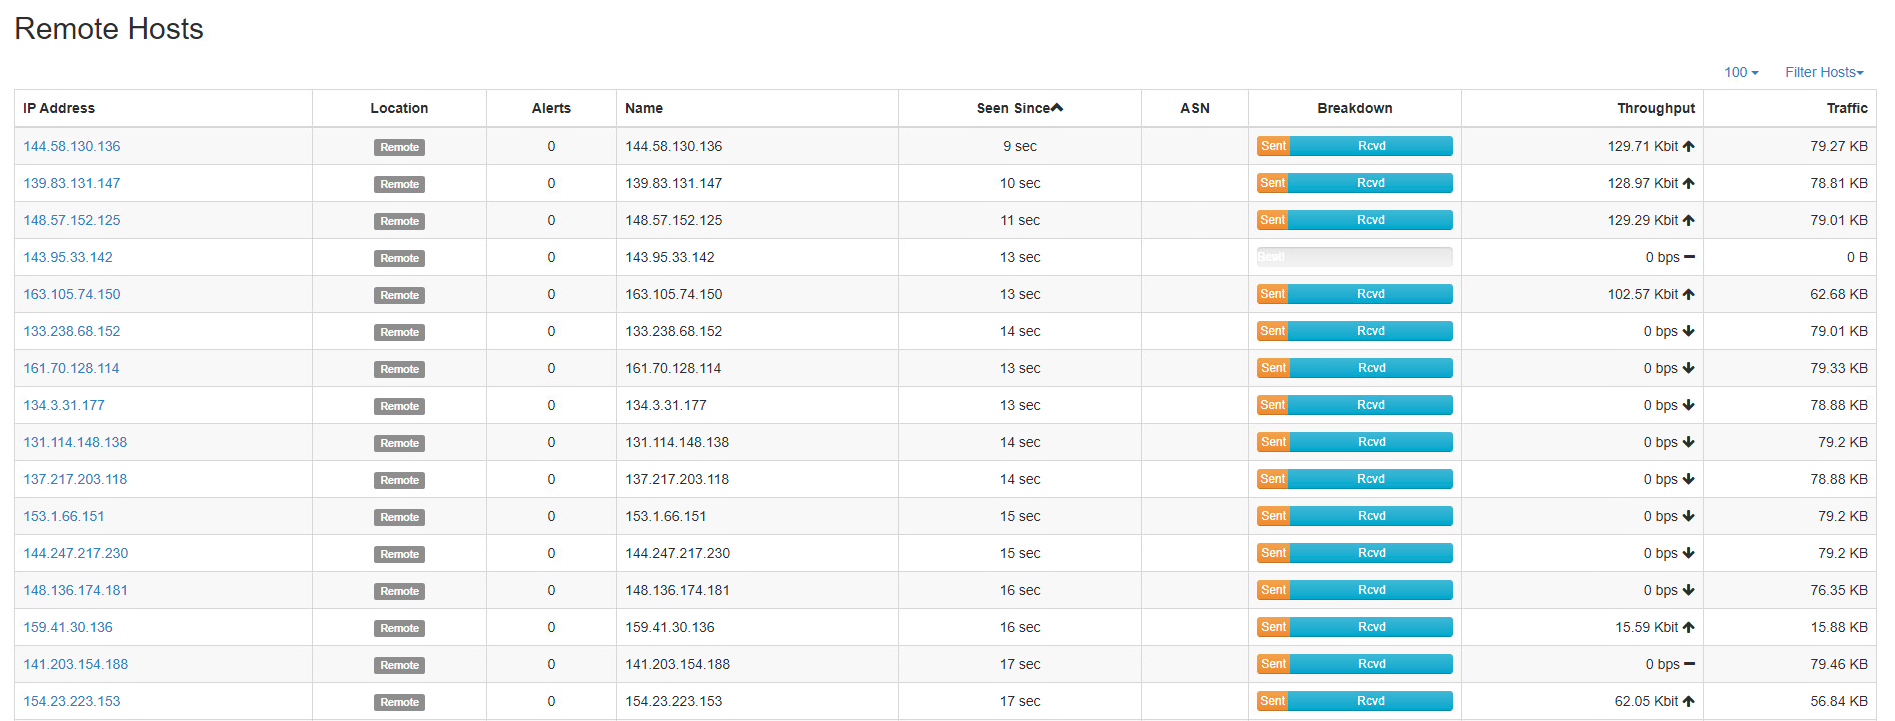 Remote Hosts
100 Filter Hosts
IP Address Location Alerts Name Seen Since ASN Breakdown Throughput Traffic
144.58.130.136 Remote 0 144.58.130.136 9 sec Sent Rcvd 129.71 Kbit 79.27 KB
139.83.131.147 Remote 0 139.83.131.147 10 sec Sent Rcvd 128.97 Kbit 78.81 KB
148.57.152.125 Remote 0 148.57.152.125 11 sec Sent Rcvd 129.29 Kbit 79.01 KB
143.95.33.142 Remote 0 143.95.33.142 13 sec 0 bps 0 B
163.105.74.150 Remote 0 163.105.74.150 13 sec Sent Rcvd 102.57 Kbit 62.68 KB
133.238.68.152 Remote 0 133.238.68.152 14 sec Sent Rcvd 0 bps 79.01 KB
161.70.128.114 Remote 0 161.70.128.114 13 sec Sent Rcvd 0 bps 79.33 KB
134.3.31.177 Remote 0 134.3.31.177 13 sec Sent Rcvd 0 bps 78.88 KB
131.114.148.138 Remote 0 131.114.148.138 14 sec Sent Rcvd 0 bps 79.2 KB
137.217.203.118 Remote 0 137.217.203.118 14 sec Sent Rcvd 0 bps 78.88 KB
153.1.66.151 Remote 0 153.1.66.151 15 sec Sent Rcvd 0 bps 79.2 KB
144.247.217.230 Remote 0 144.247.217.230 15 sec Sent Rcvd 0 bps 79.2 KB
148.136.174.181 Remote 0 148.136.174.181 16 sec Sent Rcvd 0 bps 76.35 KB
159.41.30.136 Remote 0 159.41.30.136 16 sec Sent Rcvd 15.59 Kbit 15.88 KB
141.203.154.188 Remote 0 141.203.154.188 17 sec Sent Rcvd 0 bps 79.46 KB
154.23.223.153 Remote 0 154.23.223.153 17 sec Sent Rcvd 62.05 Kbit 56.84 KB